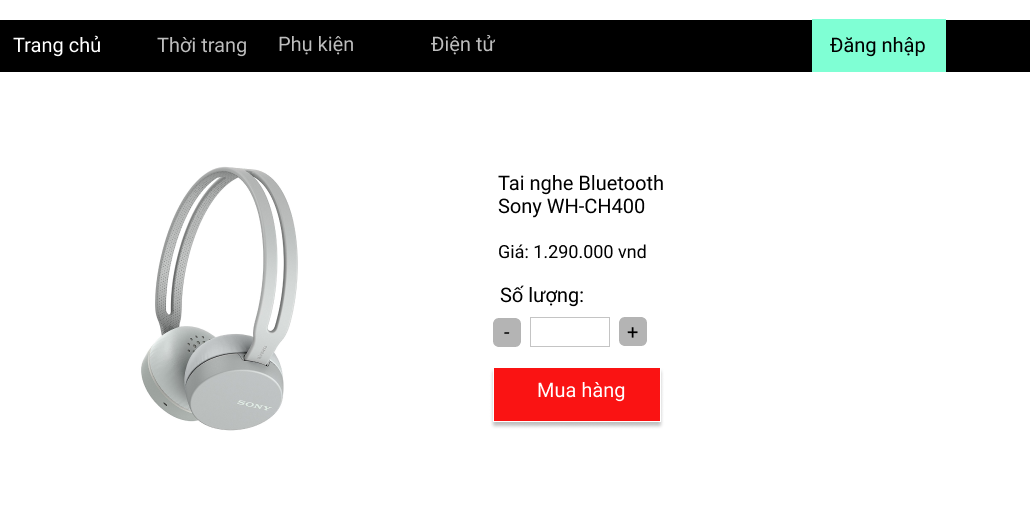 Trang chủ Thời trang Phụ kiện Điện tử Đăng nhập
Tai nghe Bluetooth
Sony WH-CH400
Giá: 1.290.000 vnd
Số lượng:
- +
Mua hàng
SONY